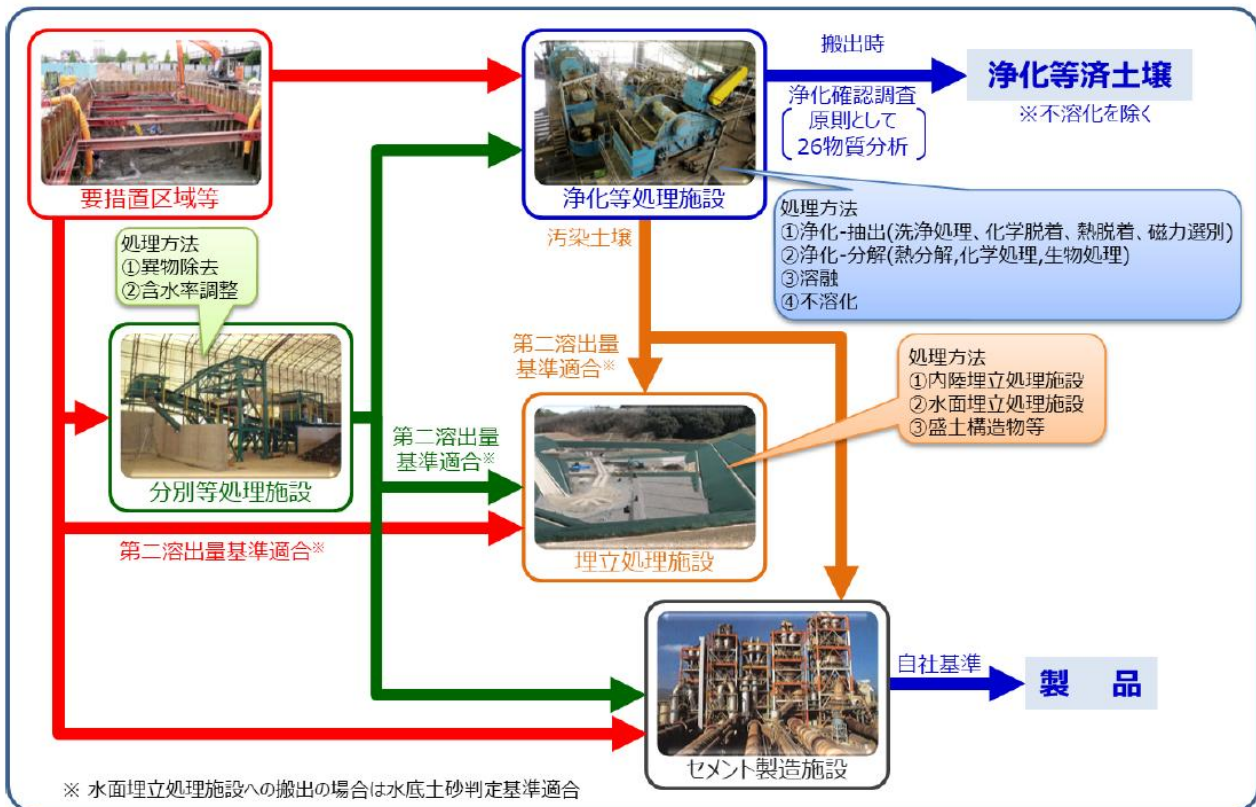 要措置区域等
処理方法
①異物除去
②含水率調整
分別等処理施設
第二溶出量基準適合※
第二溶出量
基準適合※
浄化等処理施設
搬出時
浄化確認調査
原則として
26物質分析
浄化等済土壌
※不溶化を除く
処理方法
①浄化-抽出(洗浄処理、化学脱着、熱脱着、磁力選別)
②浄化-分解(熱分解,化学処理,生物処理)
③溶融
④不溶化
汚染土壌
第二溶出量
基準適合※
処理方法
①内陸埋立処理施設
②水面埋立処理施設
③盛土構造物等
埋立処理施設
セメント製造施設
自社基準
製 品
※ 水面埋立処理施設への搬出の場合は水底土砂判定基準適合